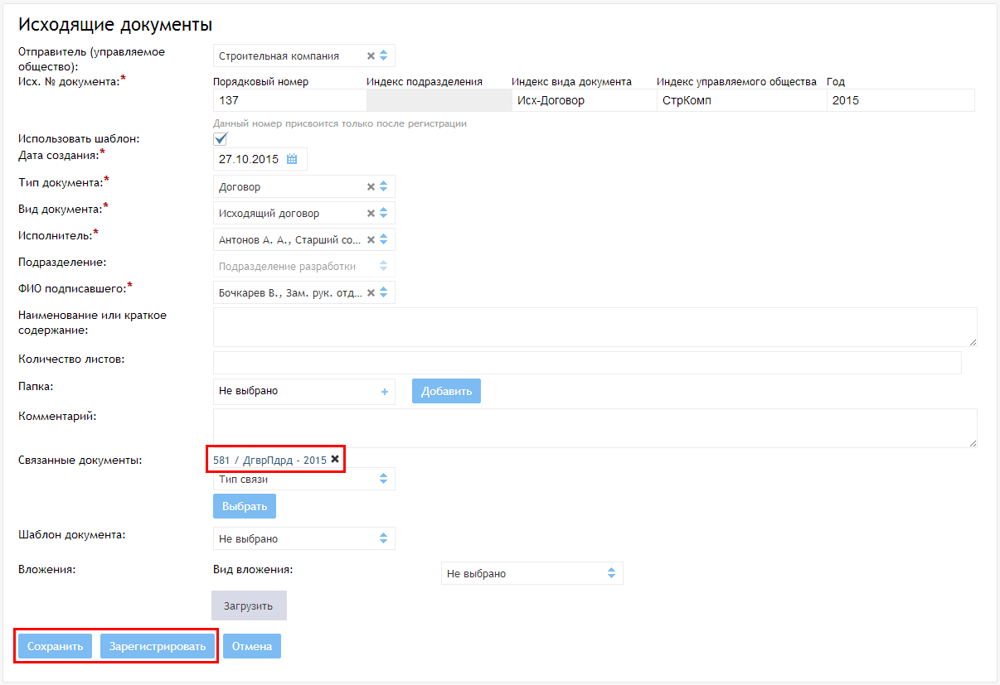 Исходящие документы
Отправитель (управляемое
общество):
Строительная компания
Исх. № документа:*
Порядковый номер Индекс подразделения Индекс вида документа Индекс управляемого общества Год
137 Исх-Договор СтрКомп 2015
Данный номер присвоится только после регистрации
Использовать шаблон:
Дата создания:*
27.10.2015
Тип документа:*
Договор
Вид документа:*
Исходящий договор
Исполнитель:*
Антонов А. А., Старший со...
Подразделение:
Подразделение разработки
ФИО подписавшего:*
Бочкарев В., Зам. рук. отд...
Наименование или краткое
содержание:
Количество листов:
Папка:
Не выбрано + Добавить
Комментарий:
Связанные документы:
581 / ДгврПдрд - 2015
Тип связи
Выбрать
Шаблон документа:
Не выбрано
Вложения:
Вид вложения:
Не выбрано
Загрузить
Сохранить Зарегистрировать Отмена